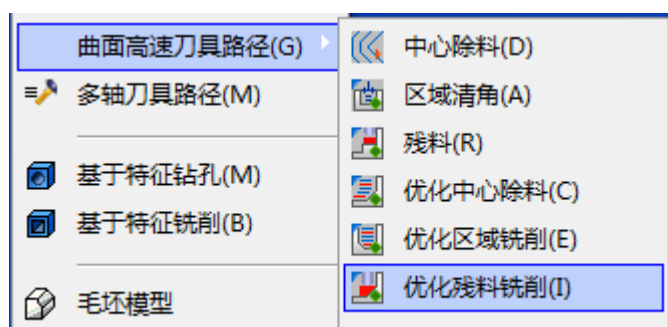 曲面高速刀具路径(G)
多轴刀具路径(M)
基于特征钻孔(M)
基于特征铣削(B)
毛坯模型
中心除料(D)
区域清角(A)
残料(R)
优化中心除料(C)
优化区域铣削(E)
优化残料铣削(I)